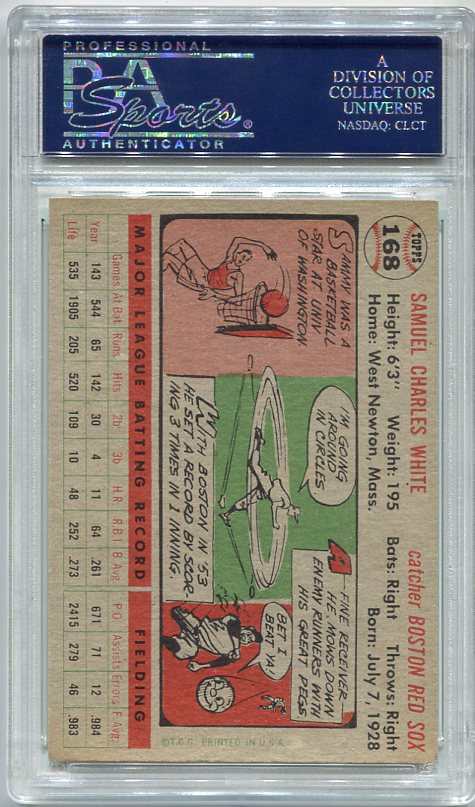 PROFESSIONAL
PSA
Sports®
AUTHENTICATOR
A
DIVISION OF
COLLECTORS
UNIVERSE
NASDAQ: CLCT
TOPPS
168
SAMUEL CHARLES WHITE catcher BOSTON RED SOX
Height: 6'3" Weight: 195 Bats: Right Throws: Right
Home: West Newton, Mass. Born: July 7, 1928
SAMMY WAS A
BASKETBALL
STAR AT UNIV
OF WASHINGTON
I'M GOING
AROUND
IN CIRCLES
WITH BOSTON IN '53
HE SET A RECORD BY SCOR-
ING 3 TIMES IN 1 INNING.
A FINE RECEIVER—
HE MOWS DOWN
ENEMY RUNNERS WITH
HIS GREAT PEGS
BET I
BEAT YA
MAJOR LEAGUE BATTING RECORD FIELDING
Games At Bat Runs Hits 2b 3b H.R. R.B.I. B Avg. P.O. Assists Errors F. Avg.
Year 143 544 65 142 30 4 11 64 .261 671 71 12 .984
Life 535 1905 205 520 109 10 48 252 .273 2415 279 46 .983
©T.C.G. PRINTED IN U.S.A.